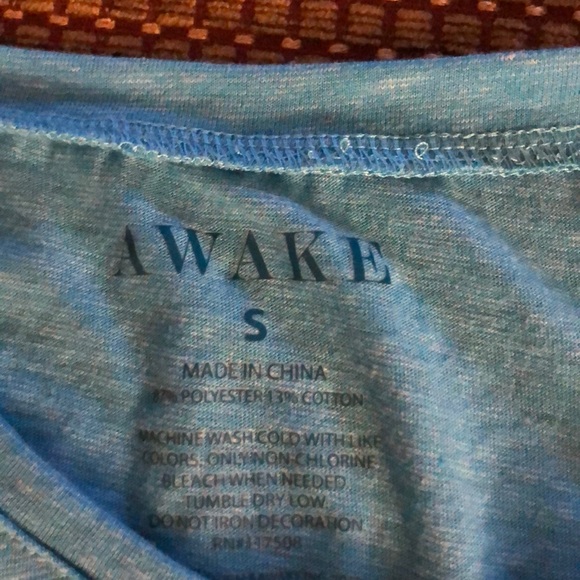 AWAKE
S
MADE IN CHINA
87% POLYESTER 13% COTTON
MACHINE WASH COLD WITH LIKE
COLORS. ONLY NON-CHLORINE
BLEACH WHEN NEEDED
TUMBLE DRY LOW
DO NOT IRON DECORATION
RN#117508